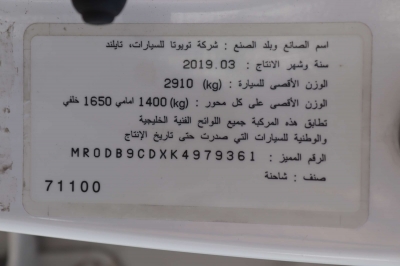 اسم الصانع وبلد الصنع : شركة تويوتا للسيارات، تايلند
سنة وشهر الانتاج : 2019.03
الوزن الأقصى للسيارة : (kg) 2910
الوزن الأقصى على كل محور : (kg) 1400 امامي 1650 خلفي
تطابق هذه المركبة جميع اللوائح الفنية الخليجية
والوطنية للسيارات التي صدرت حتى تاريخ الإنتاج
الرقم المميز : MR0DB9CDXK4979361
صنف : شاحنة
71100